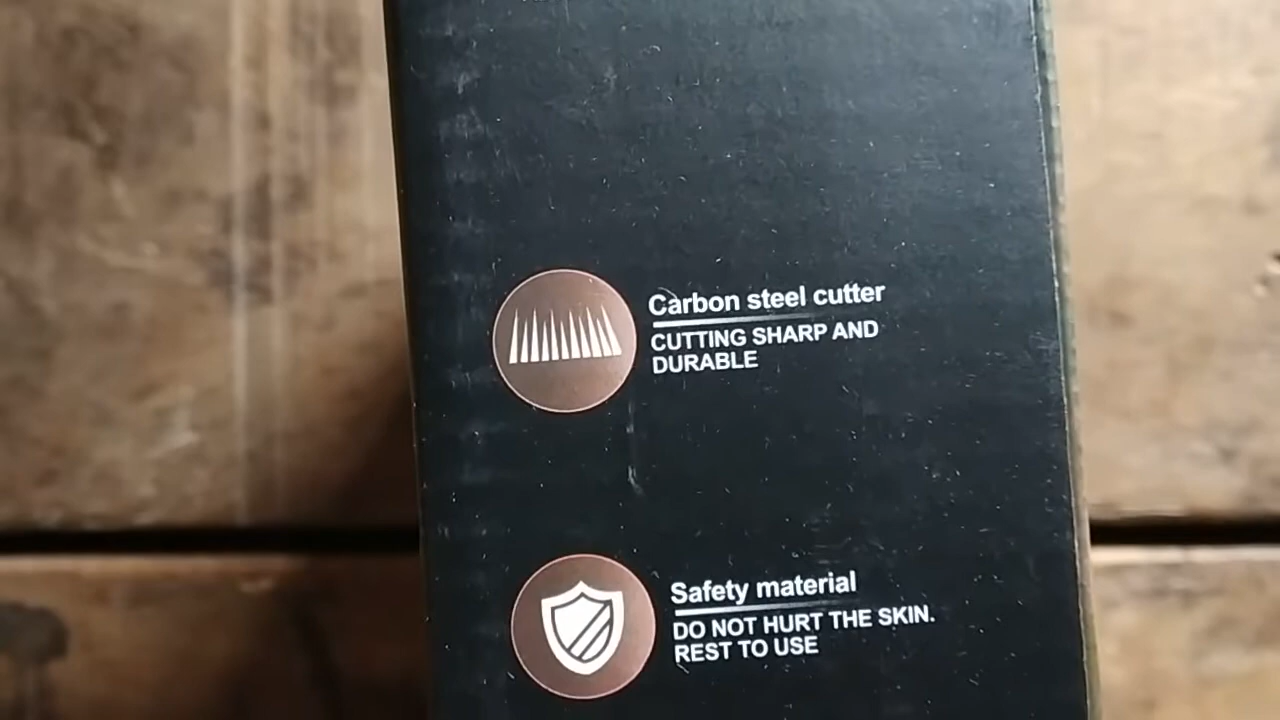 Carbon steel cutter
CUTTING SHARP AND
DURABLE
Safety material
DO NOT HURT THE SKIN.
REST TO USE